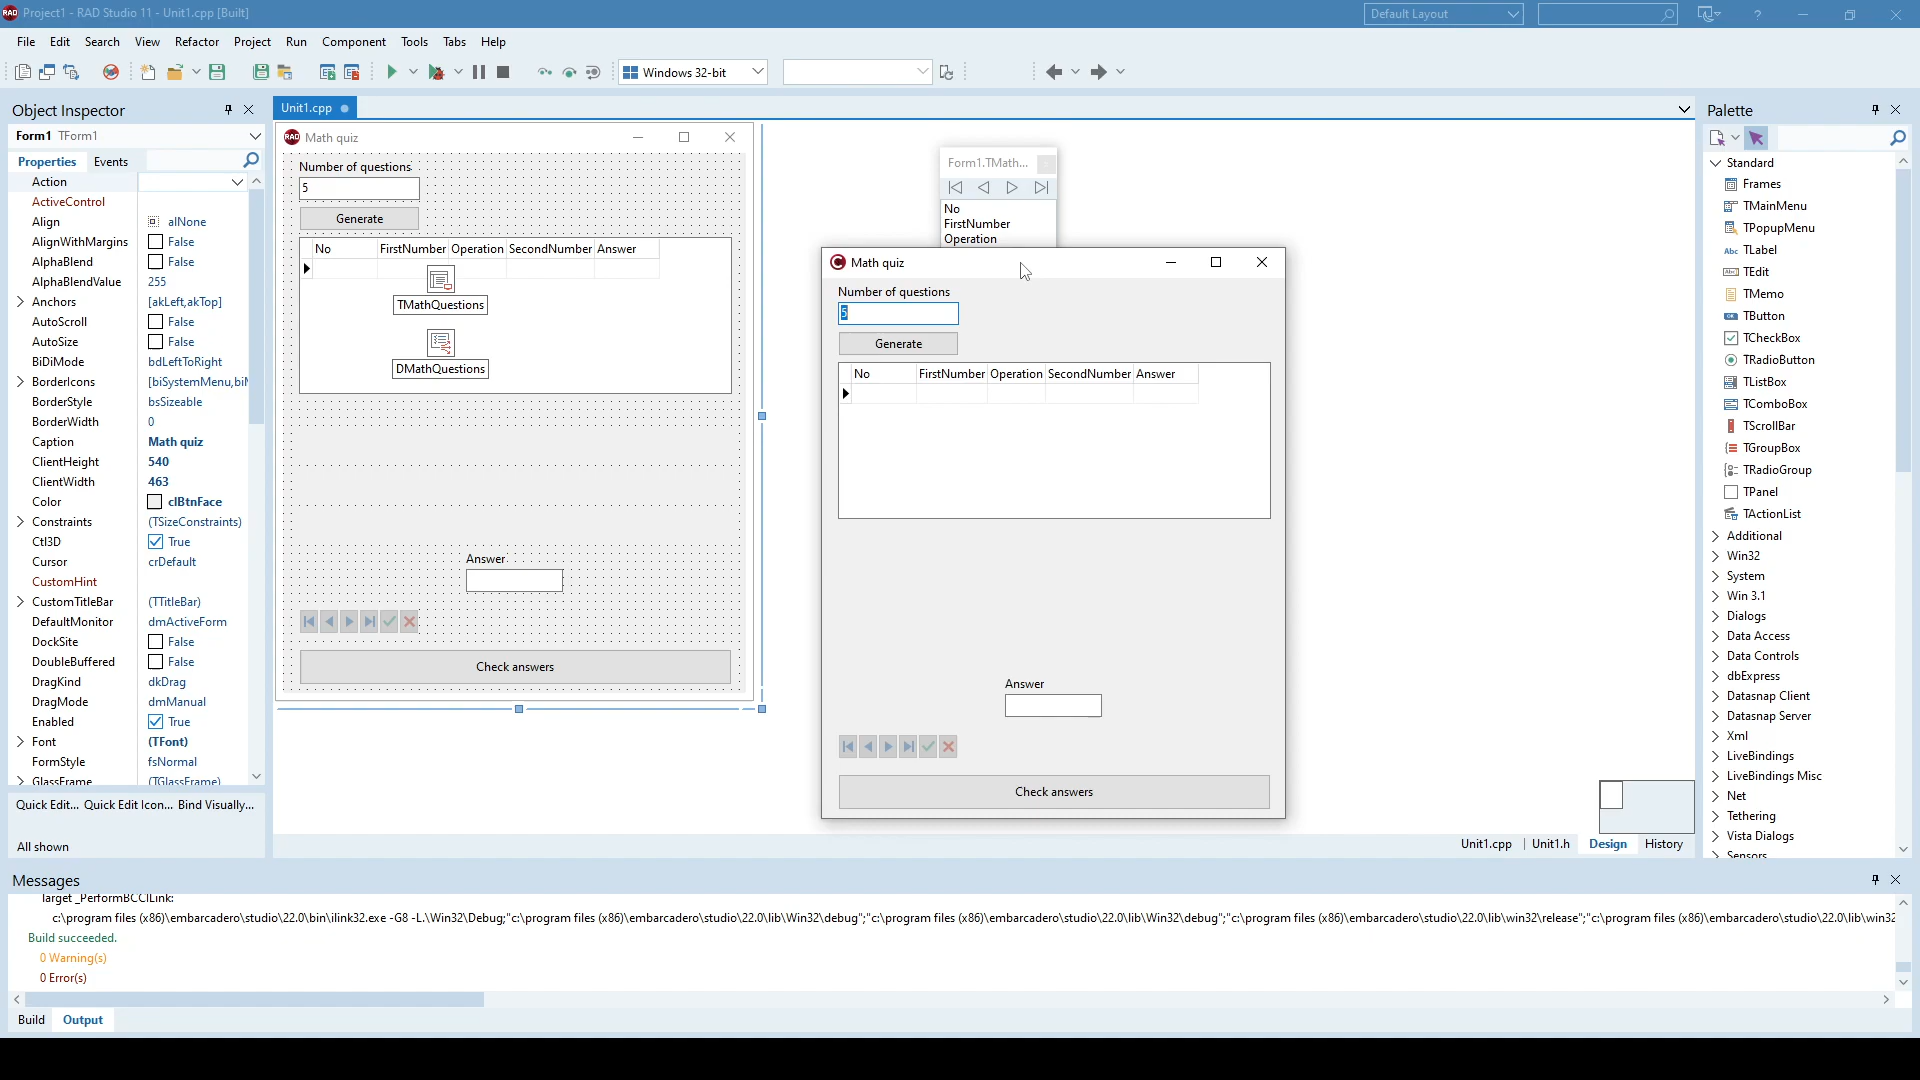 Project1 - RAD Studio 11 - Unit1.cpp [Built]
Default Layout
File Edit Search View Refactor Project Run Component Tools Tabs Help
Windows 32-bit
Object Inspector
Form1 TForm1
Properties Events
Action
ActiveControl
Align alNone
AlignWithMargins False
AlphaBlend False
AlphaBlendValue 255
Anchors [akLeft,akTop]
AutoScroll False
AutoSize False
BiDiMode bdLeftToRight
BorderIcons [biSystemMenu,biM
BorderStyle bsSizeable
BorderWidth 0
Caption Math quiz
ClientHeight 540
ClientWidth 463
Color clBtnFace
Constraints (TSizeConstraints)
Ctl3D True
Cursor crDefault
CustomHint
CustomTitleBar (TTitleBar)
DefaultMonitor dmActiveForm
DockSite False
DoubleBuffered False
DragKind dkDrag
DragMode dmManual
Enabled True
Font (TFont)
FormStyle fsNormal
GlassFrame (TGlassFrame)
Quick Edit... Quick Edit Icon... Bind Visually...
All shown
Unit1.cpp
RAD Math quiz
Number of questions
5
Generate
No FirstNumber Operation SecondNumber Answer
TMathQuestions
DMathQuestions
Answer
Check answers
Form1.TMath...
No
FirstNumber
Operation
Math quiz
Number of questions
5
Generate
No FirstNumber Operation SecondNumber Answer
Answer
Check answers
Unit1.cpp Unit1.h Design History
Palette
Standard
Frames
TMainMenu
TPopupMenu
TLabel
TEdit
TMemo
TButton
TCheckBox
TRadioButton
TListBox
TComboBox
TScrollBar
TGroupBox
TRadioGroup
TPanel
TActionList
Additional
Win32
System
Win 3.1
Dialogs
Data Access
Data Controls
dbExpress
Datasnap Client
Datasnap Server
Xml
LiveBindings
LiveBindings Misc
Net
Tethering
Vista Dialogs
Sensors
Messages
Target _PerformBCCILink:
c:\program files (x86)\embarcadero\studio\22.0\bin\ilink32.exe -G8 -L.\Win32\Debug;"c:\program files (x86)\embarcadero\studio\22.0\lib\Win32\debug";"c:\program files (x86)\embarcadero\studio\22.0\lib\Win32\debug";"c:\program files (x86)\embarcadero\studio\22.0\lib\win32\release";"c:\program files (x86)\embarcadero\studio\22.0\lib\win32
Build succeeded.
0 Warning(s)
0 Error(s)
Build Output